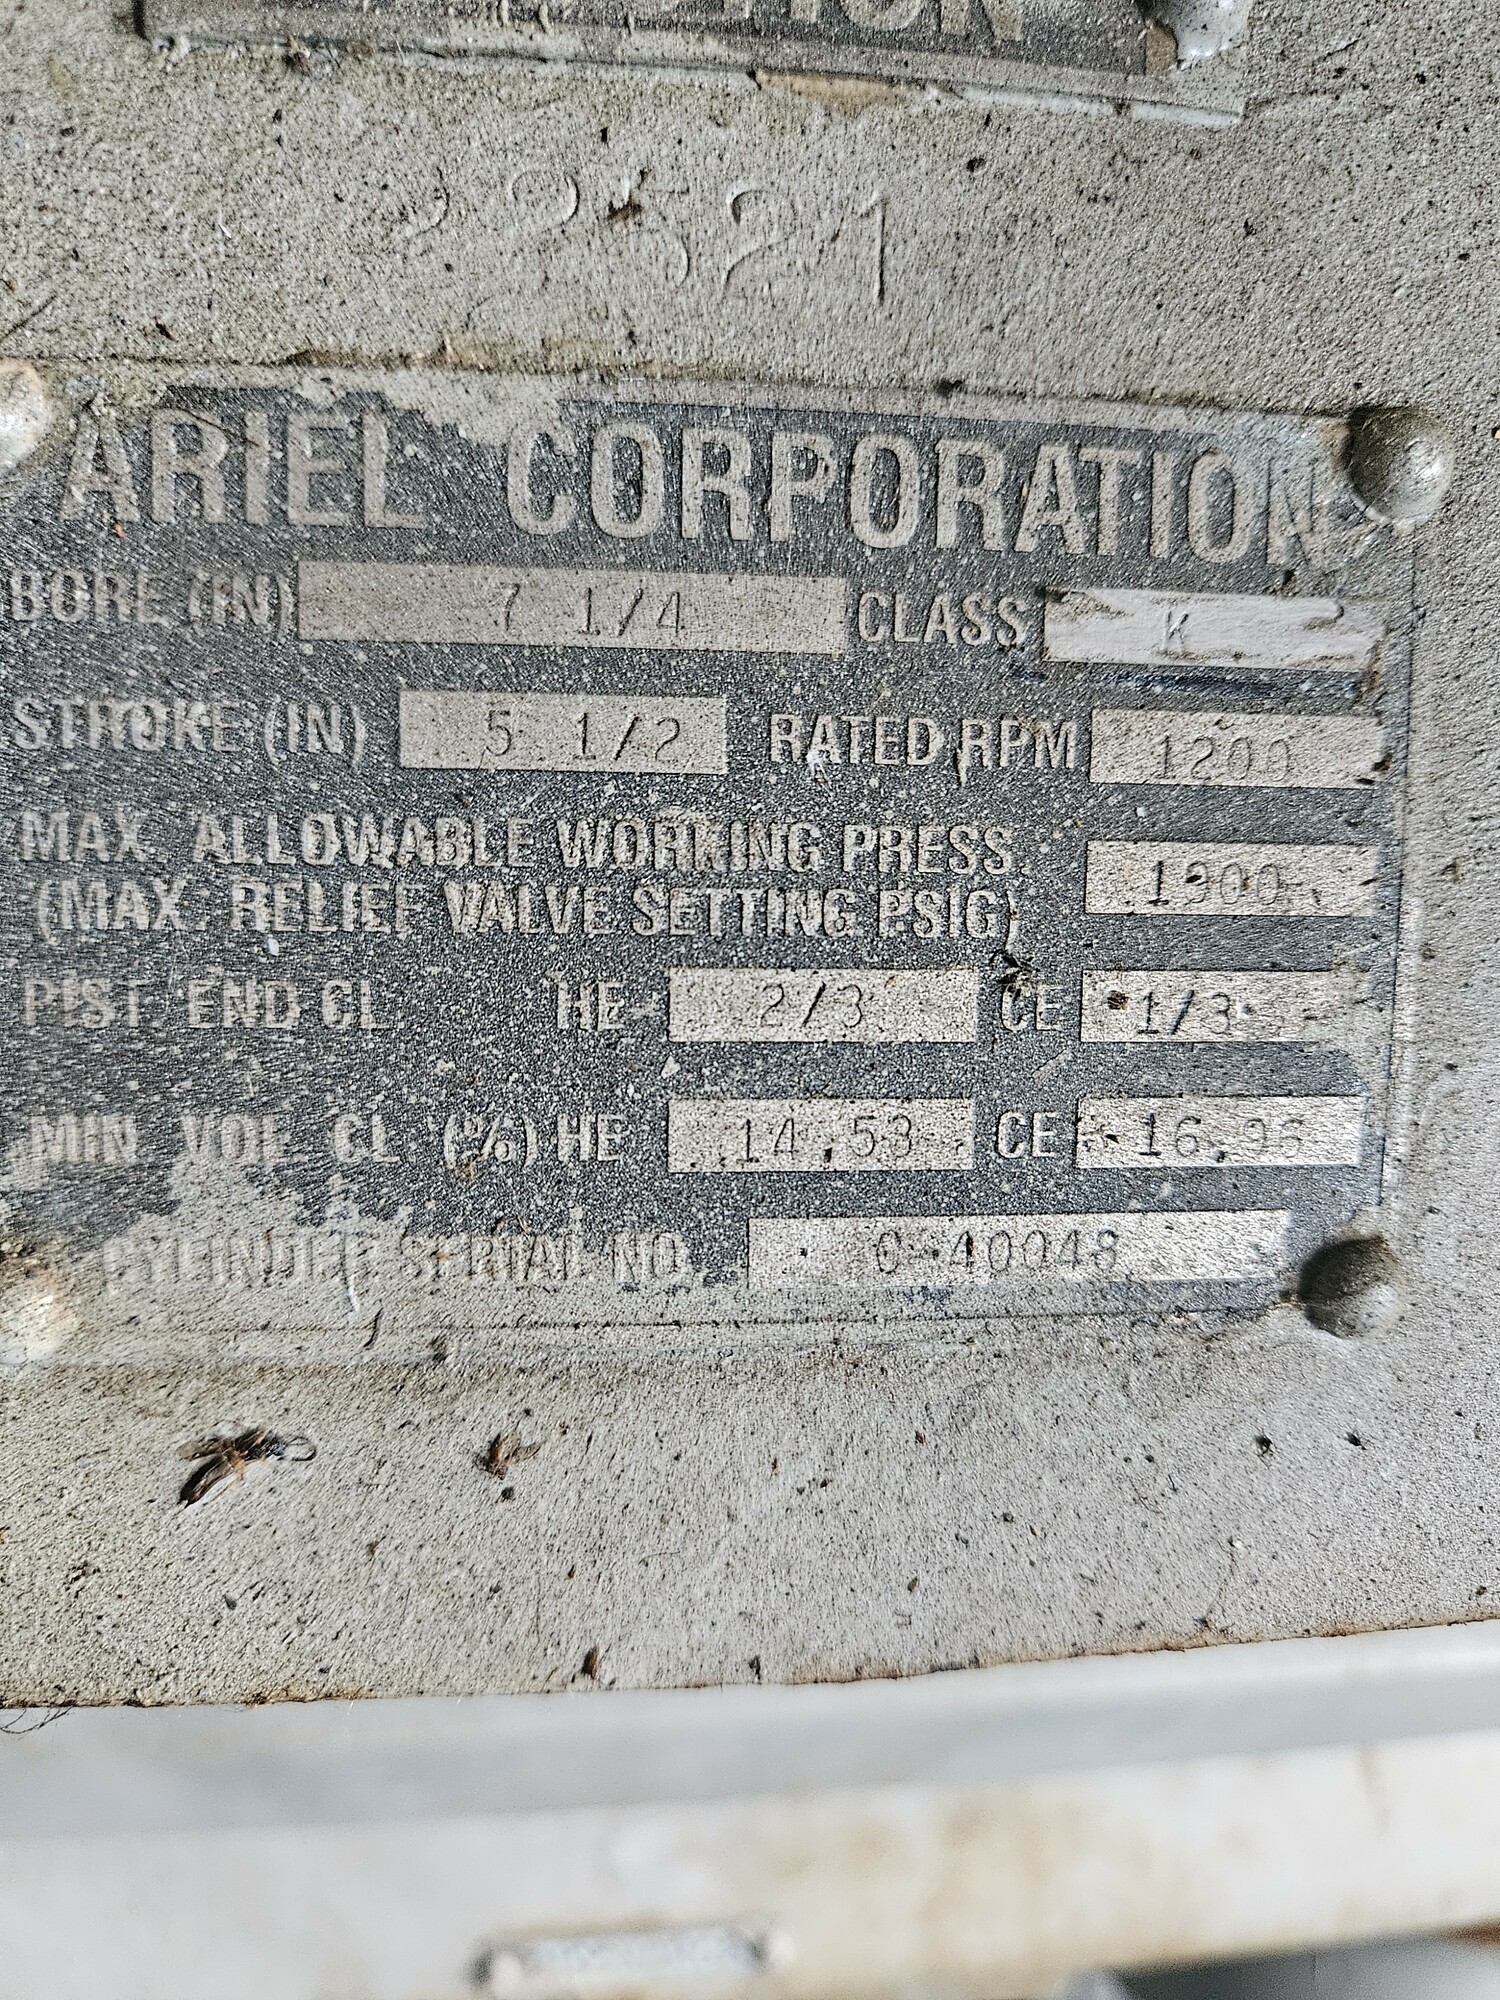 22521
ARIEL CORPORATION
BORE (IN) 7 1/4 CLASS K
STROKE (IN) 5 1/2 RATED RPM 1200
MAX. ALLOWABLE WORKING PRESS.
(MAX. RELIEF VALVE SETTING PSIG) 1900
PIST. END CL. HE 2/3 CE 1/3
MIN. VOL. CL. (%) HE 14.53 CE 16.96
CYLINDER SERIAL NO. C-40048